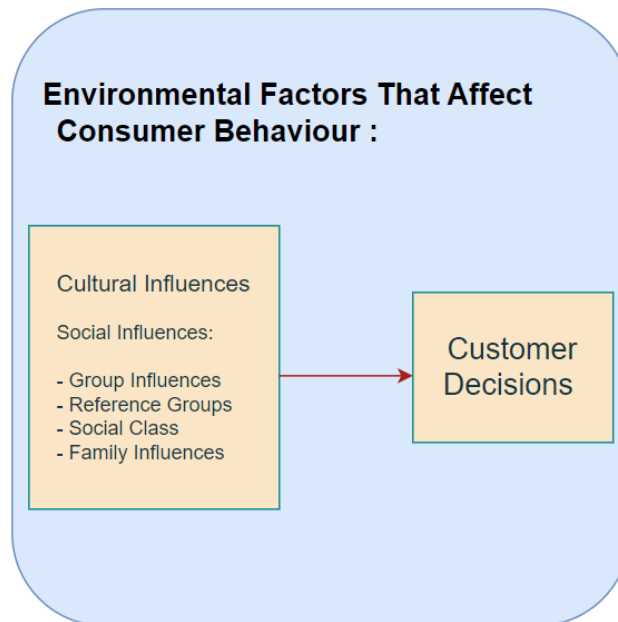 Environmental Factors That Affect
Consumer Behaviour :
Cultural Influences
Social Influences:
- Group Influences
- Reference Groups
- Social Class
- Family Influences
Customer
Decisions